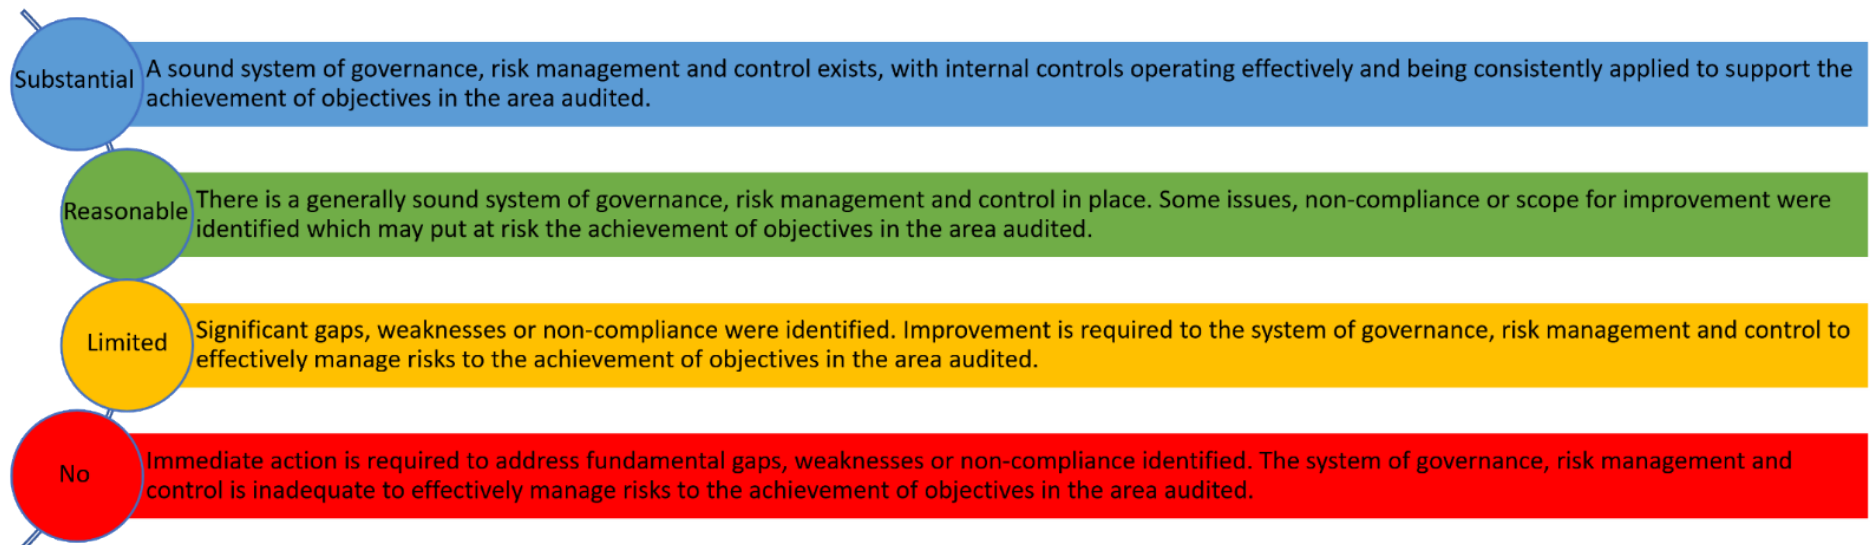 Substantial
A sound system of governance, risk management and control exists, with internal controls operating effectively and being consistently applied to support the
achievement of objectives in the area audited.
Reasonable
There is a generally sound system of governance, risk management and control in place. Some issues, non-compliance or scope for improvement were
identified which may put at risk the achievement of objectives in the area audited.
Limited
Significant gaps, weaknesses or non-compliance were identified. Improvement is required to the system of governance, risk management and control to
effectively manage risks to the achievement of objectives in the area audited.
No
Immediate action is required to address fundamental gaps, weaknesses or non-compliance identified. The system of governance, risk management and
control is inadequate to effectively manage risks to the achievement of objectives in the area audited.